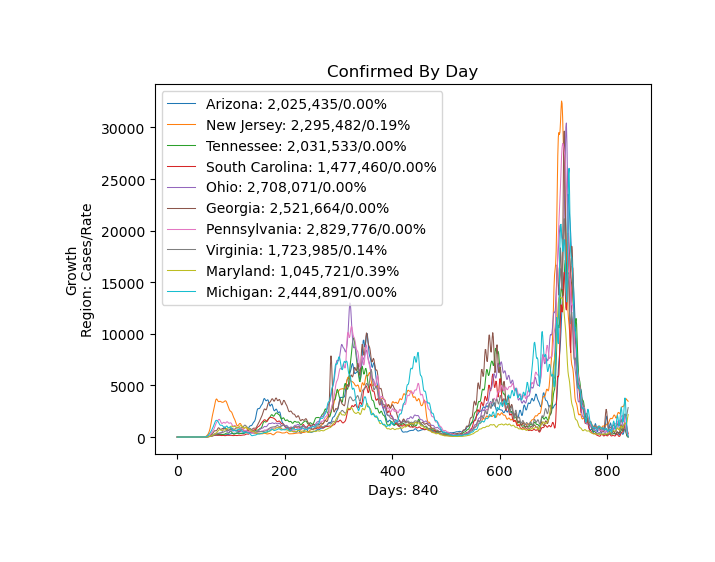 Confirmed By Day
Arizona: 2,025,435/0.00%
New Jersey: 2,295,482/0.19%
Tennessee: 2,031,533/0.00%
South Carolina: 1,477,460/0.00%
Ohio: 2,708,071/0.00%
Georgia: 2,521,664/0.00%
Pennsylvania: 2,829,776/0.00%
Virginia: 1,723,985/0.14%
Maryland: 1,045,721/0.39%
Michigan: 2,444,891/0.00%
Growth
Region: Cases/Rate
30000
25000
20000
15000
10000
5000
0
0 200 400 600 800
Days: 840